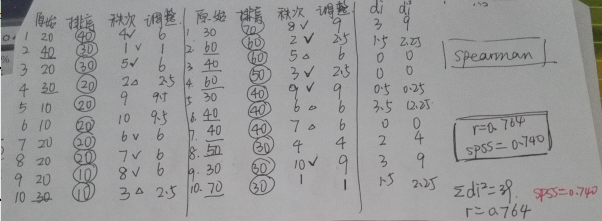 原始 排高 秩次 调整 原始 排高 秩次 调整 di di²
1 20 40 4✓ 6 1. 30 70 8✓ 9 3 9
2 40 30 1✓ 1 2. 60 60 2✓ 2.5 1.5 2.25
3 20 30 5✓ 6 3. 40 60 5△ 6 0 0
4 30 20 2△ 2.5 4. 60 50 3✓ 2.5 0 0
5 10 20 9 9.5 5. 30 40 9✓ 9 0.5 0.25
6 10 20 10 9.5 6. 40 40 6△ 6 3.5 12.25
7 20 20 6✓ 6 7. 40 40 7△ 6 0 0
8 20 20 7✓ 6 8. 50 30 4 4 2 4
9 20 10 8✓ 6 9. 30 30 10✓ 9 3 9
10 30 10 3△ 2.5 10. 70 30 1 1 1.5 2.25
spearman
r=0.764
spss=0.740
Σdi²=39. spss=0.740
r=0.764